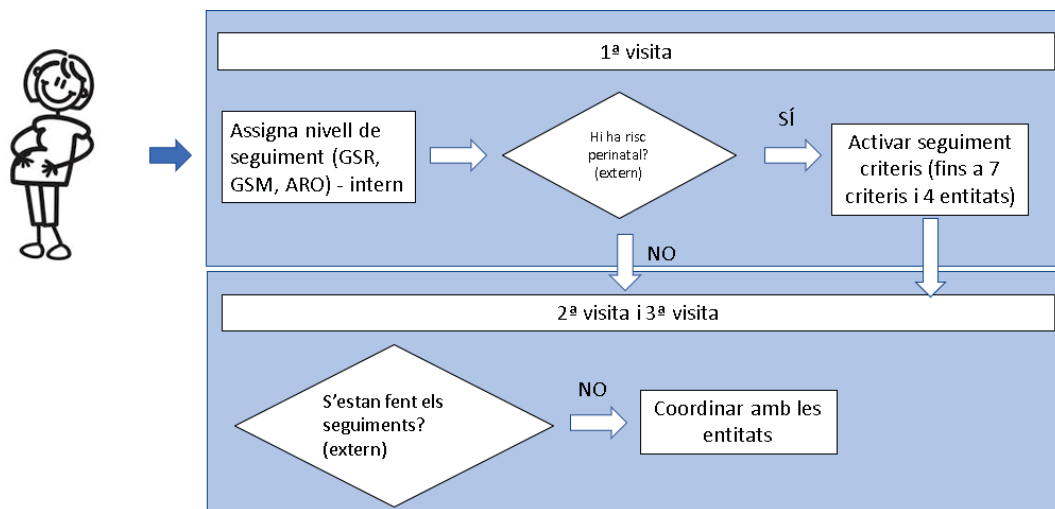 1ª visita
Assigna nivell de
seguiment (GSR,
GSM, ARO) - intern
Hi ha risc
perinatal?
(extern)
SÍ
Activar seguiment
criteris (fins a 7
criteris i 4 entitats)
NO
2ª visita i 3ª visita
S'estan fent els
seguiments?
(extern)
NO
Coordinar amb les
entitats